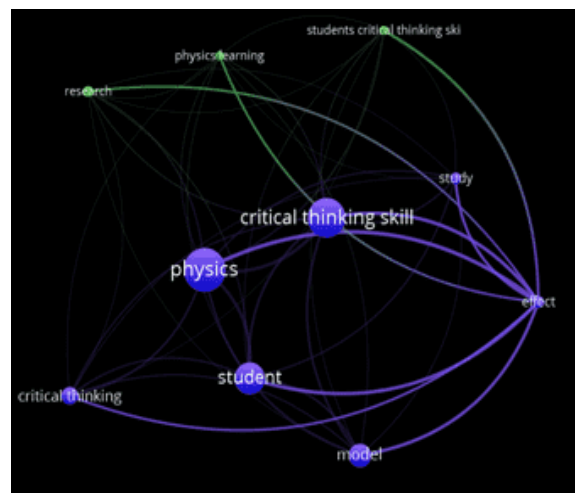 students critical thinking ski
physics learning
research
study
critical thinking skill
physics
effect
student
critical thinking
model